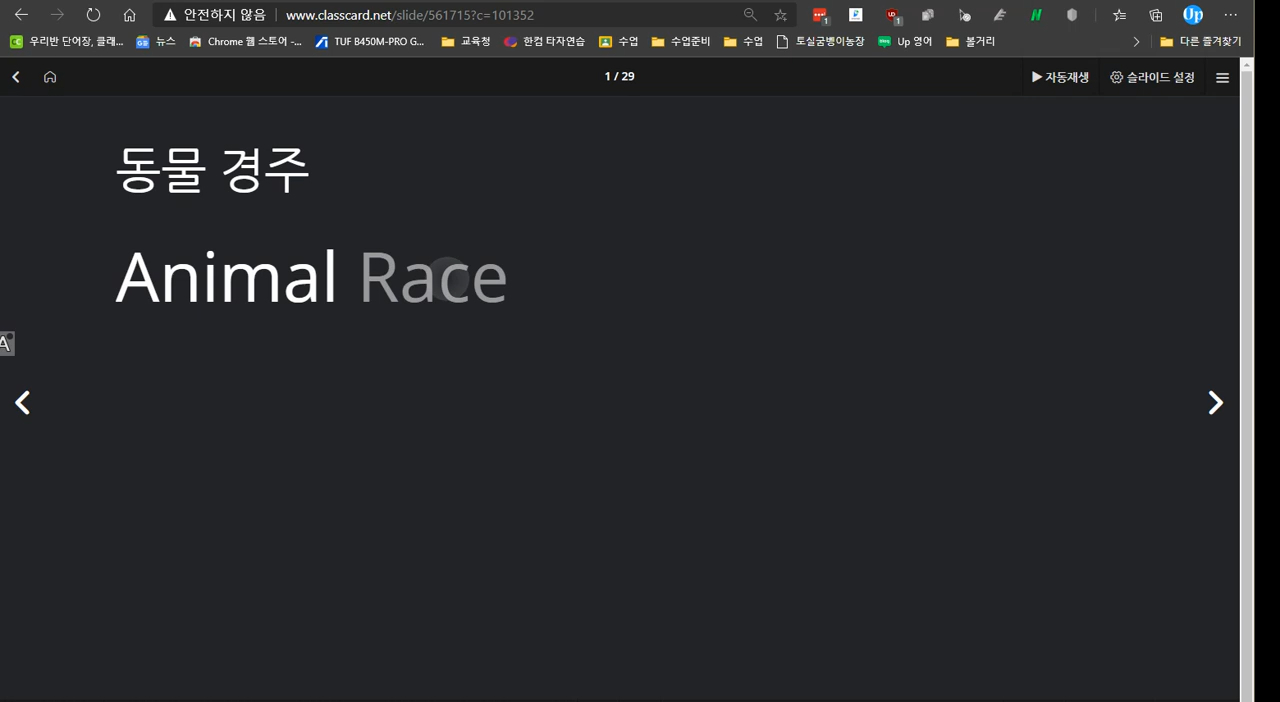 안전하지 않음 www.classcard.net/slide/561715?c=101352
우리반 단어장, 클래... 뉴스 Chrome 웹 스토어 -... TUF B450M-PRO G... 교육청 한컴 타자연습 수업 수업준비 수업 토실굼벵이농장 Up 영어 볼거리 다른 즐겨찾기
1 / 29 자동재생 슬라이드 설정
동물 경주
Animal Race
A